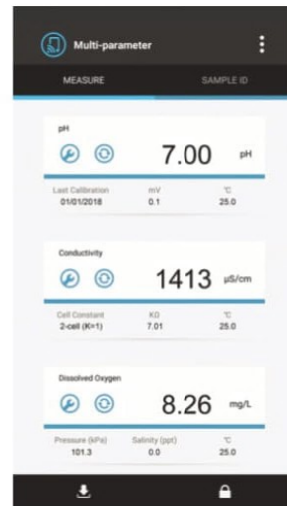 Multi-parameter
MEASURE SAMPLE ID
pH
7.00 pH
Last Calibration mV °C
01/01/2018 0.1 25.0
Conductivity
1413 µS/cm
Cell Constant KΩ °C
2-cell (K=1) 7.01 25.0
Dissolved Oxygen
8.26 mg/L
Pressure (kPa) Salinity (ppt) °C
101.3 0.0 25.0